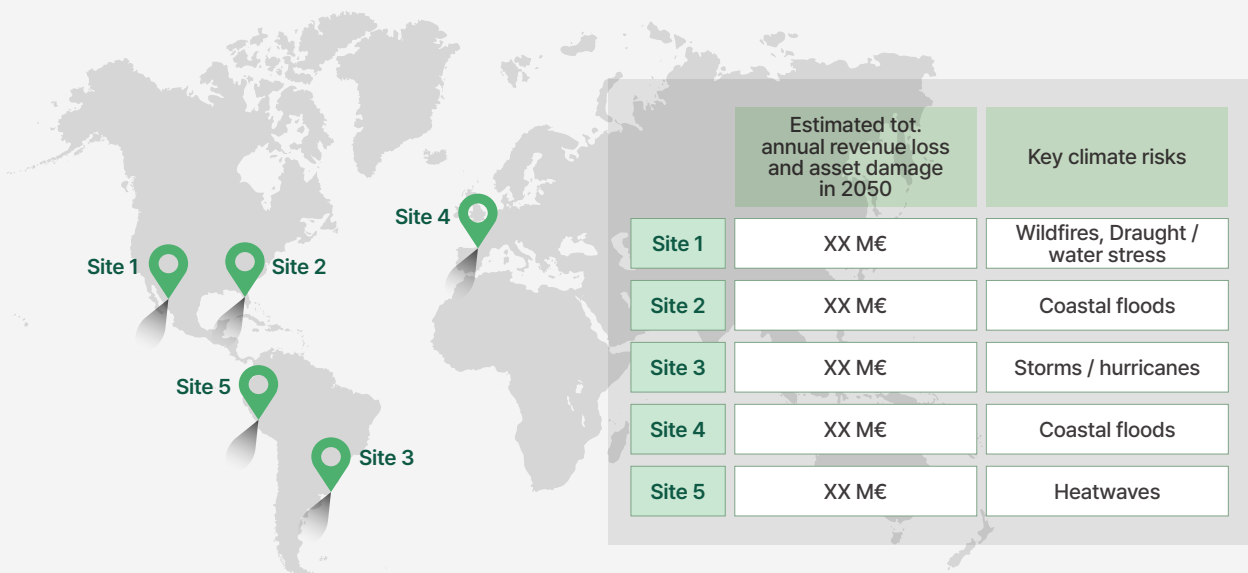 Estimated tot.
annual revenue loss
and asset damage
in 2050
Key climate risks
Site 1
XX M€
Wildfires, Draught /
water stress
Site 2
XX M€
Coastal floods
Site 3
XX M€
Storms / hurricanes
Site 4
XX M€
Coastal floods
Site 5
XX M€
Heatwaves
Site 4
Site 1
Site 2
Site 5
Site 3